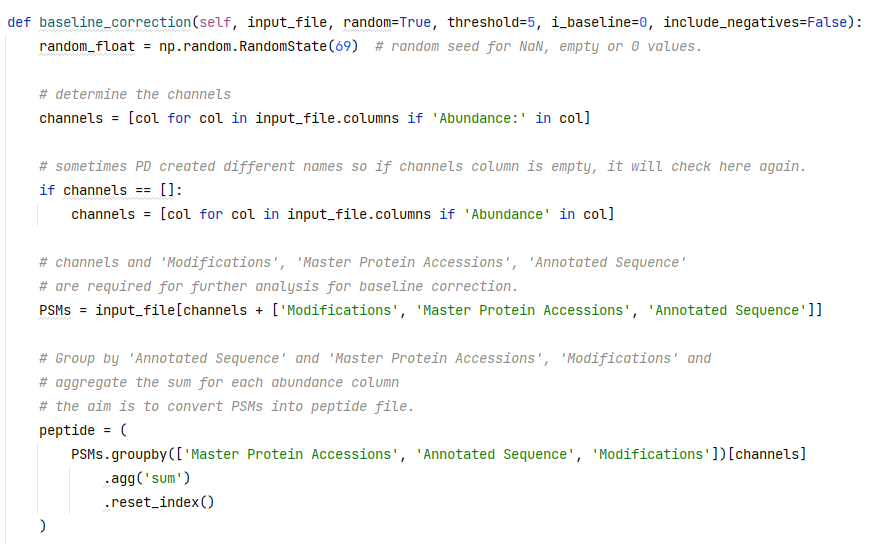 def baseline_correction(self, input_file, random=True, threshold=5, i_baseline=0, include_negatives=False):
    random_float = np.random.RandomState(69)  # random seed for NaN, empty or 0 values.

    # determine the channels
    channels = [col for col in input_file.columns if 'Abundance:' in col]

    # sometimes PD created different names so if channels column is empty, it will check here again.
    if channels == []:
        channels = [col for col in input_file.columns if 'Abundance' in col]

    # channels and 'Modifications', 'Master Protein Accessions', 'Annotated Sequence'
    # are required for further analysis for baseline correction.
    PSMs = input_file[channels + ['Modifications', 'Master Protein Accessions', 'Annotated Sequence']]

    # Group by 'Annotated Sequence' and 'Master Protein Accessions', 'Modifications' and
    # aggregate the sum for each abundance column
    # the aim is to convert PSMs into peptide file.
    peptide = (
        PSMs.groupby(['Master Protein Accessions', 'Annotated Sequence', 'Modifications'])[channels]
            .agg('sum')
            .reset_index()
    )